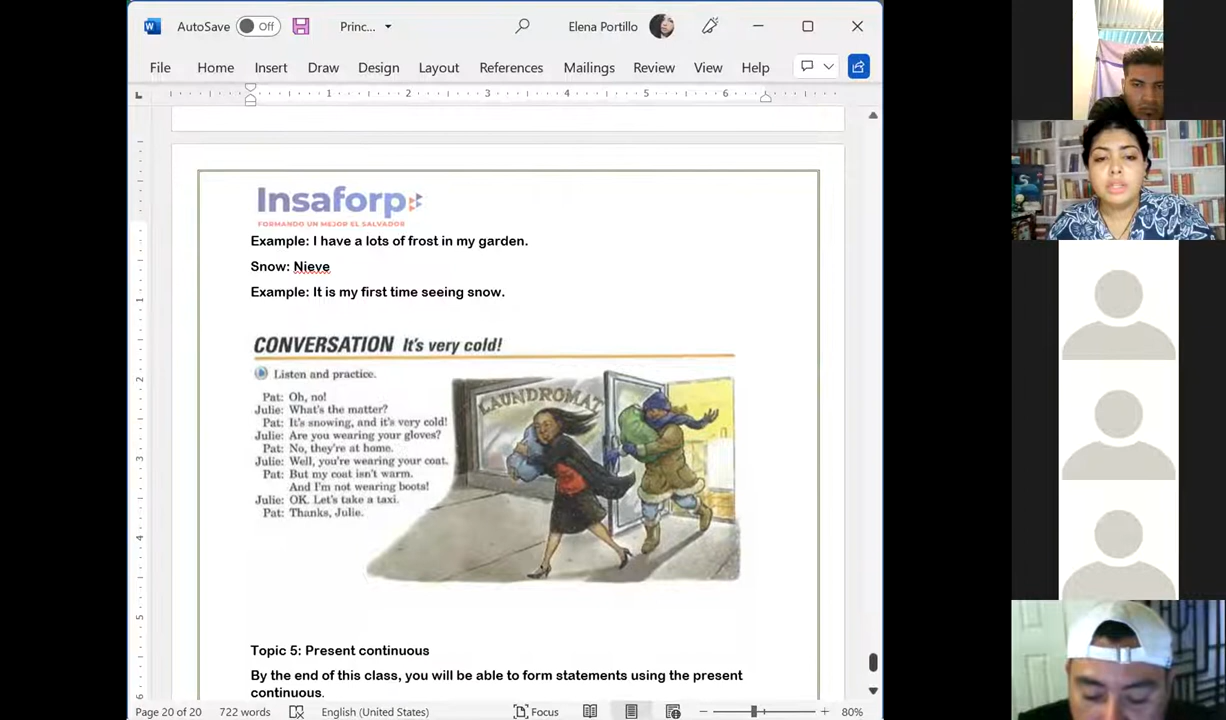 AutoSave Off Princ... Elena Portillo
File Home Insert Draw Design Layout References Mailings Review View Help
1 2 3 4 5 6
Insaforp
FORMANDO UN MEJOR EL SALVADOR
Example: I have a lots of frost in my garden.
Snow: Nieve
Example: It is my first time seeing snow.
CONVERSATION It's very cold!
Listen and practice.
Pat: Oh, no!
Julie: What's the matter?
Pat: It's snowing, and it's very cold!
Julie: Are you wearing your gloves?
Pat: No, they're at home.
Julie: Well, you're wearing your coat.
Pat: But my coat isn't warm.
And I'm not wearing boots!
Julie: OK. Let's take a taxi.
Pat: Thanks, Julie.
LAUNDROMAT
Topic 5: Present continuous
By the end of this class, you will be able to form statements using the present
continuous.
Page 20 of 20 722 words English (United States) Focus 80%